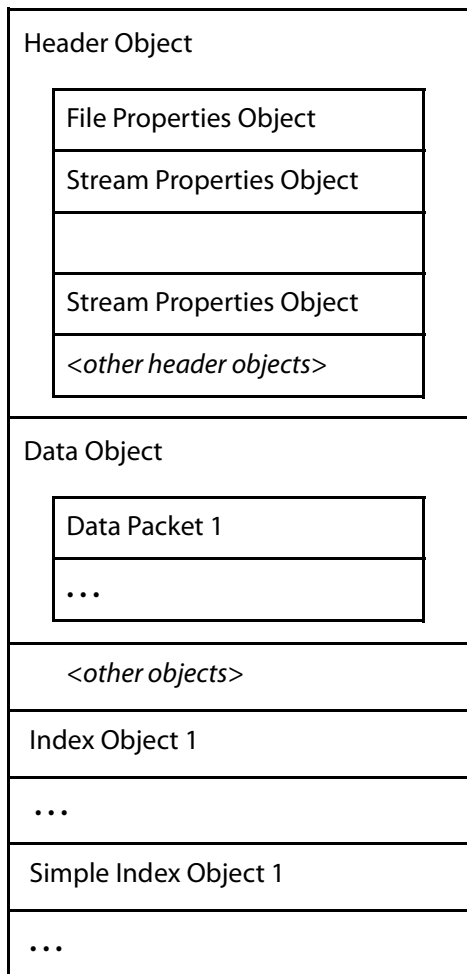 Header Object
File Properties Object
Stream Properties Object
Stream Properties Object
<other header objects>
Data Object
Data Packet 1
...
<other objects>
Index Object 1
...
Simple Index Object 1
...